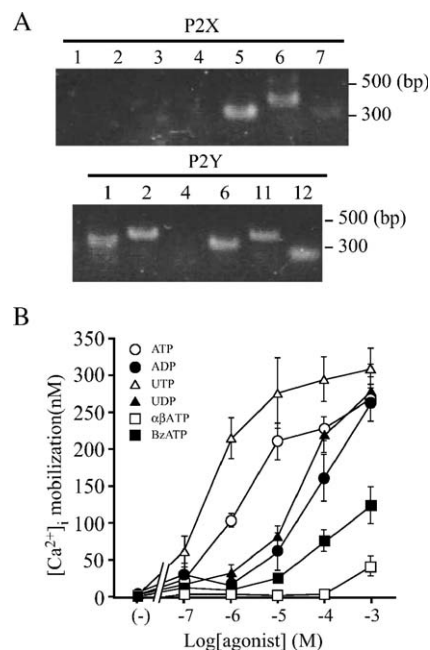 A
P2X
1 2 3 4 5 6 7
500 (bp)
300
P2Y
1 2 4 6 11 12
500 (bp)
300
B
[Ca²⁺]ᵢ mobilization(nM)
350
300
250
200
150
100
50
0
ATP
ADP
UTP
UDP
αβATP
BzATP
(-) -7 -6 -5 -4 -3
Log[agonist] (M)